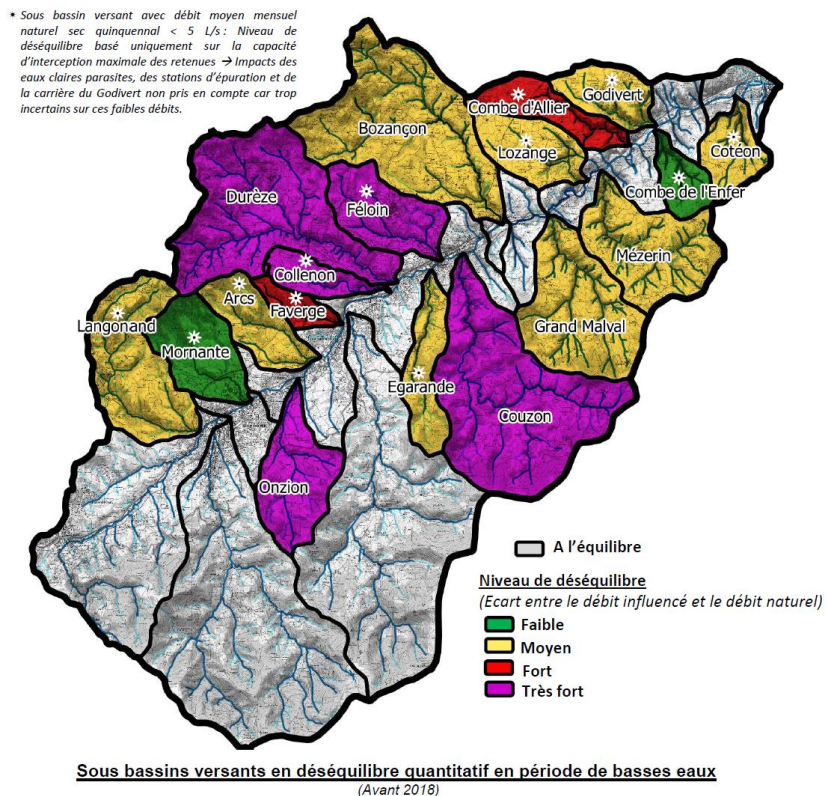 * Sous bassin versant avec débit moyen mensuel
naturel sec quinquennal < 5 L/s : Niveau de
déséquilibre basé uniquement sur la capacité
d'interception maximale des retenues → Impacts des
eaux claires parasites, des stations d'épuration et de
la carrière du Godivert non pris en compte car trop
incertains sur ces faibles débits.
Godivert
Combe d'Allier
Bozançon
Lozange
Cotéon
Combe de l'Enfer
Durèze
Féloin
Mézerin
Collenon
Arcs
Faverge
Langonand
Grand Malval
Mornante
Egarande
Couzon
Onzion
A l'équilibre
Niveau de déséquilibre
(Ecart entre le débit influencé et le débit naturel)
Faible
Moyen
Fort
Très fort
Sous bassins versants en déséquilibre quantitatif en période de basses eaux
(Avant 2018)